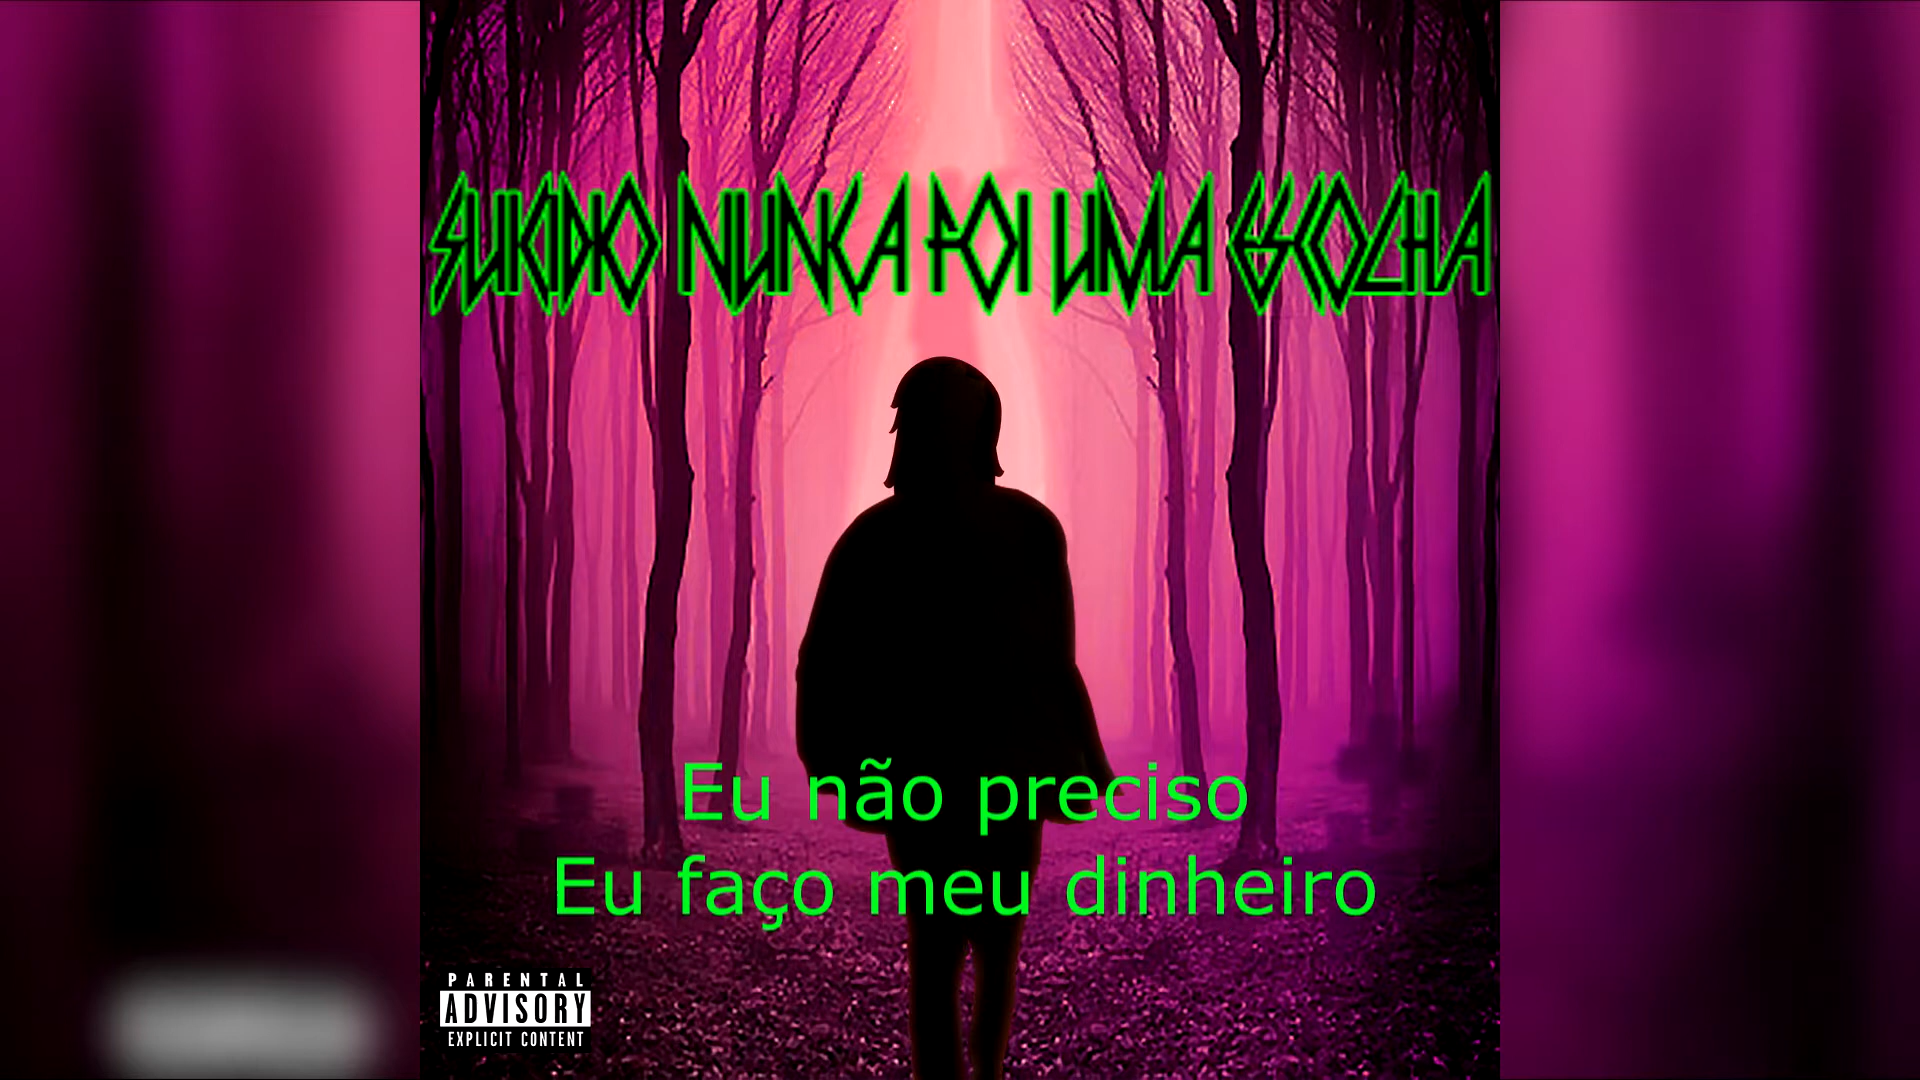 SUICIDIO NUNCA FOI UMA ESCOLHA
Eu não preciso
Eu faço meu dinheiro
PARENTAL
ADVISORY
EXPLICIT CONTENT